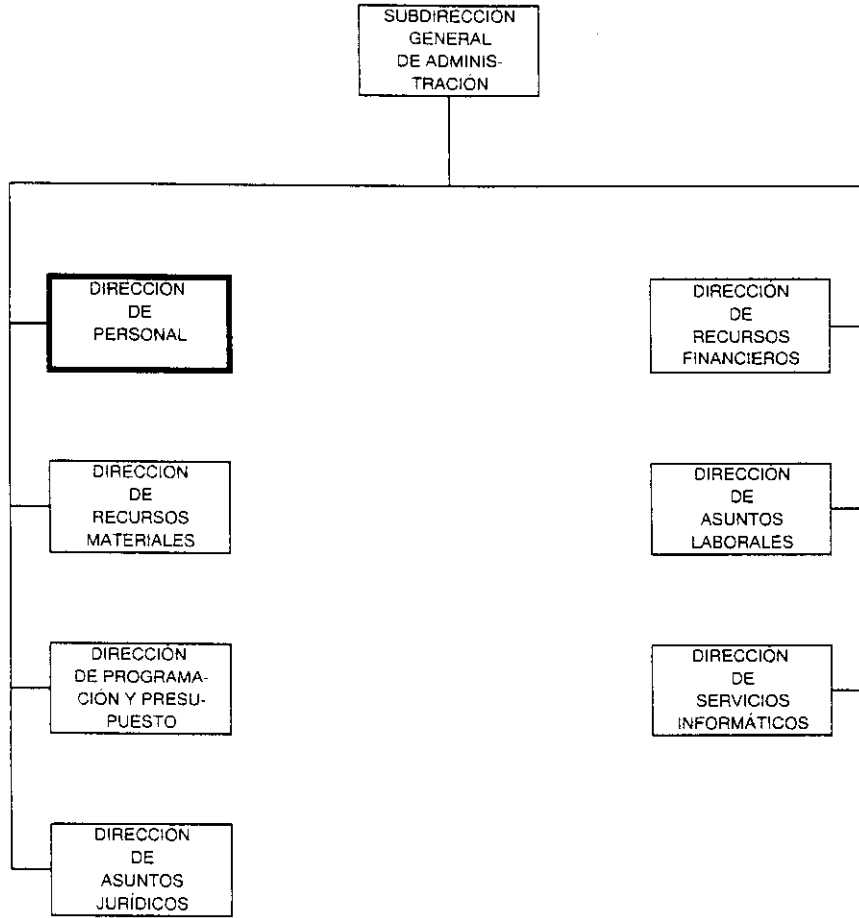 SUBDIRECCIÓN
GENERAL
DE ADMINIS-
TRACIÓN
DIRECCIÓN
DE
PERSONAL
DIRECCIÓN
DE
RECURSOS
FINANCIEROS
DIRECCIÓN
DE
RECURSOS
MATERIALES
DIRECCIÓN
DE
ASUNTOS
LABORALES
DIRECCIÓN
DE PROGRAMA-
CIÓN Y PRESU-
PUESTO
DIRECCIÓN
DE
SERVICIOS
INFORMÁTICOS
DIRECCIÓN
DE
ASUNTOS
JURÍDICOS